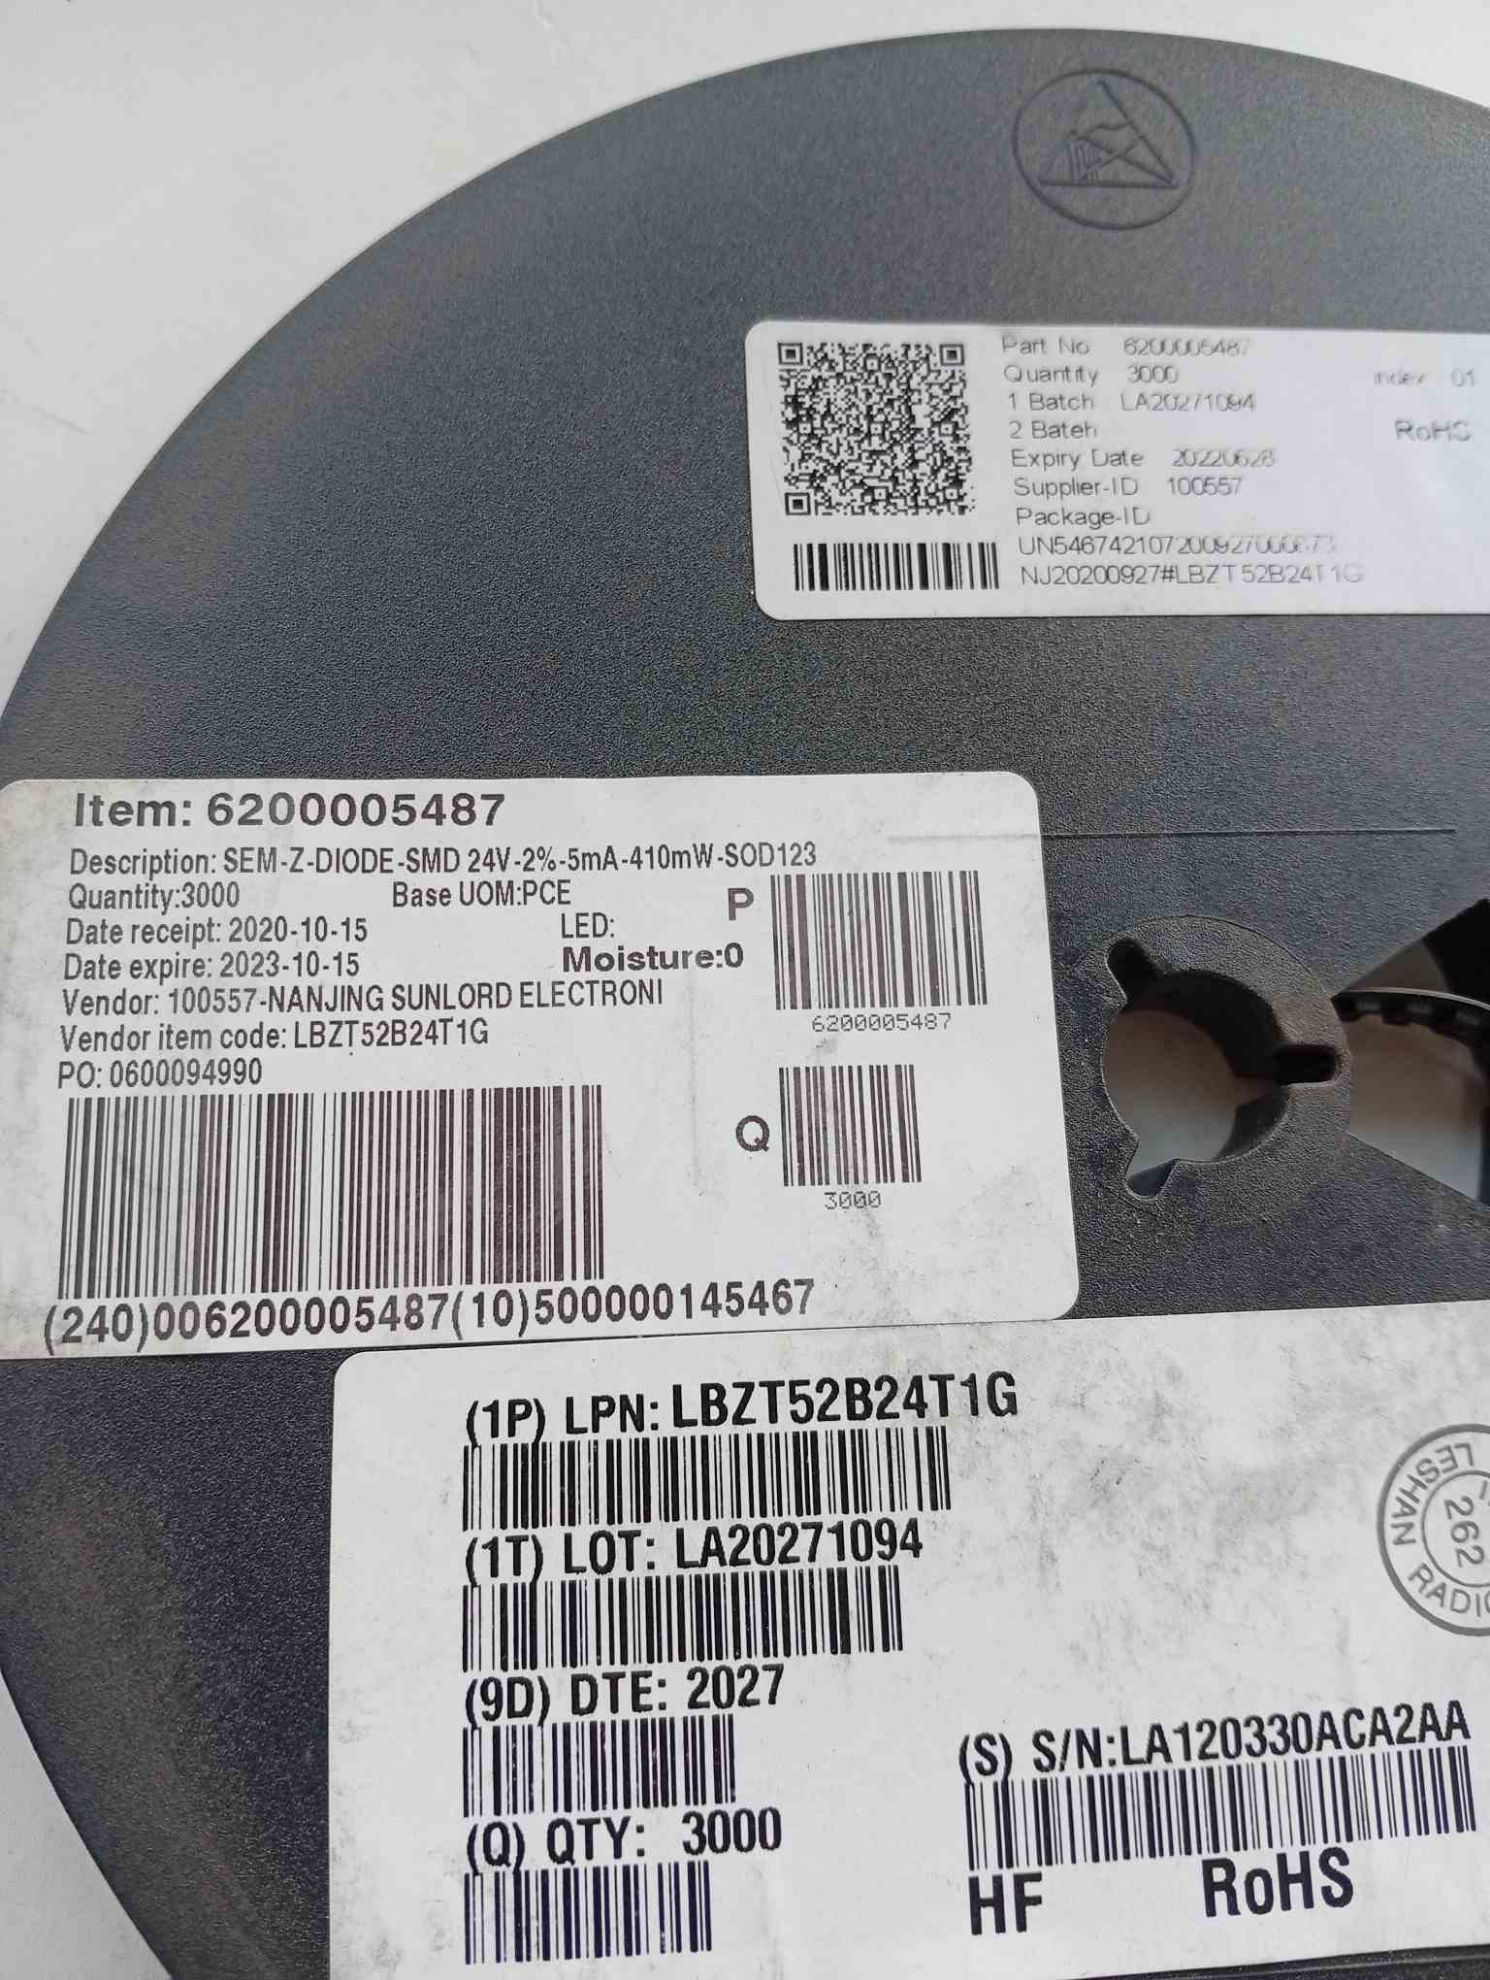 Part No 6200005487
Quantity 3000 index 01
1 Batch LA20271094
2 Batch RoHS
Expiry Date 20220628
Supplier-ID 100557
Package-ID
NJ20200927#LBZT52B24T1G
Item: 6200005487
Description: SEM-Z-DIODE-SMD 24V-2%-5mA-410mW-SOD123
Quantity:3000 Base UOM:PCE P
Date receipt: 2020-10-15 LED:
Date expire: 2023-10-15 Moisture:0
Vendor: 100557-NANJING SUNLORD ELECTRONI
6200005487
Vendor item code: LBZT52B24T1G
PO: 0600094990
Q
3000
(240)006200005487(10)500000145467
(1P) LPN: LBZT52B24T1G
(1T) LOT: LA20271094
LESHAN RADIO
262
(9D) DTE: 2027
(S) S/N:LA120330ACA2AA
(Q) QTY: 3000
HF RoHS